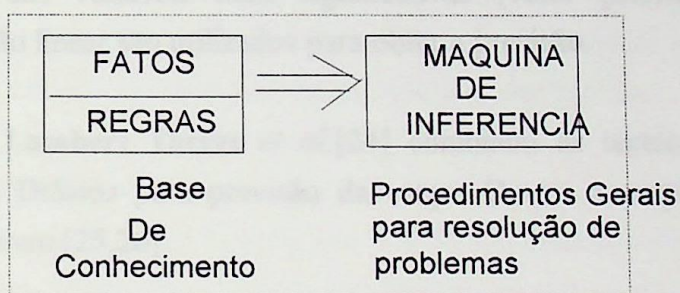 FATOS
REGRAS
Base
De
Conhecimento
MAQUINA
DE
INFERENCIA
Procedimentos Gerais
para resolução de
problemas